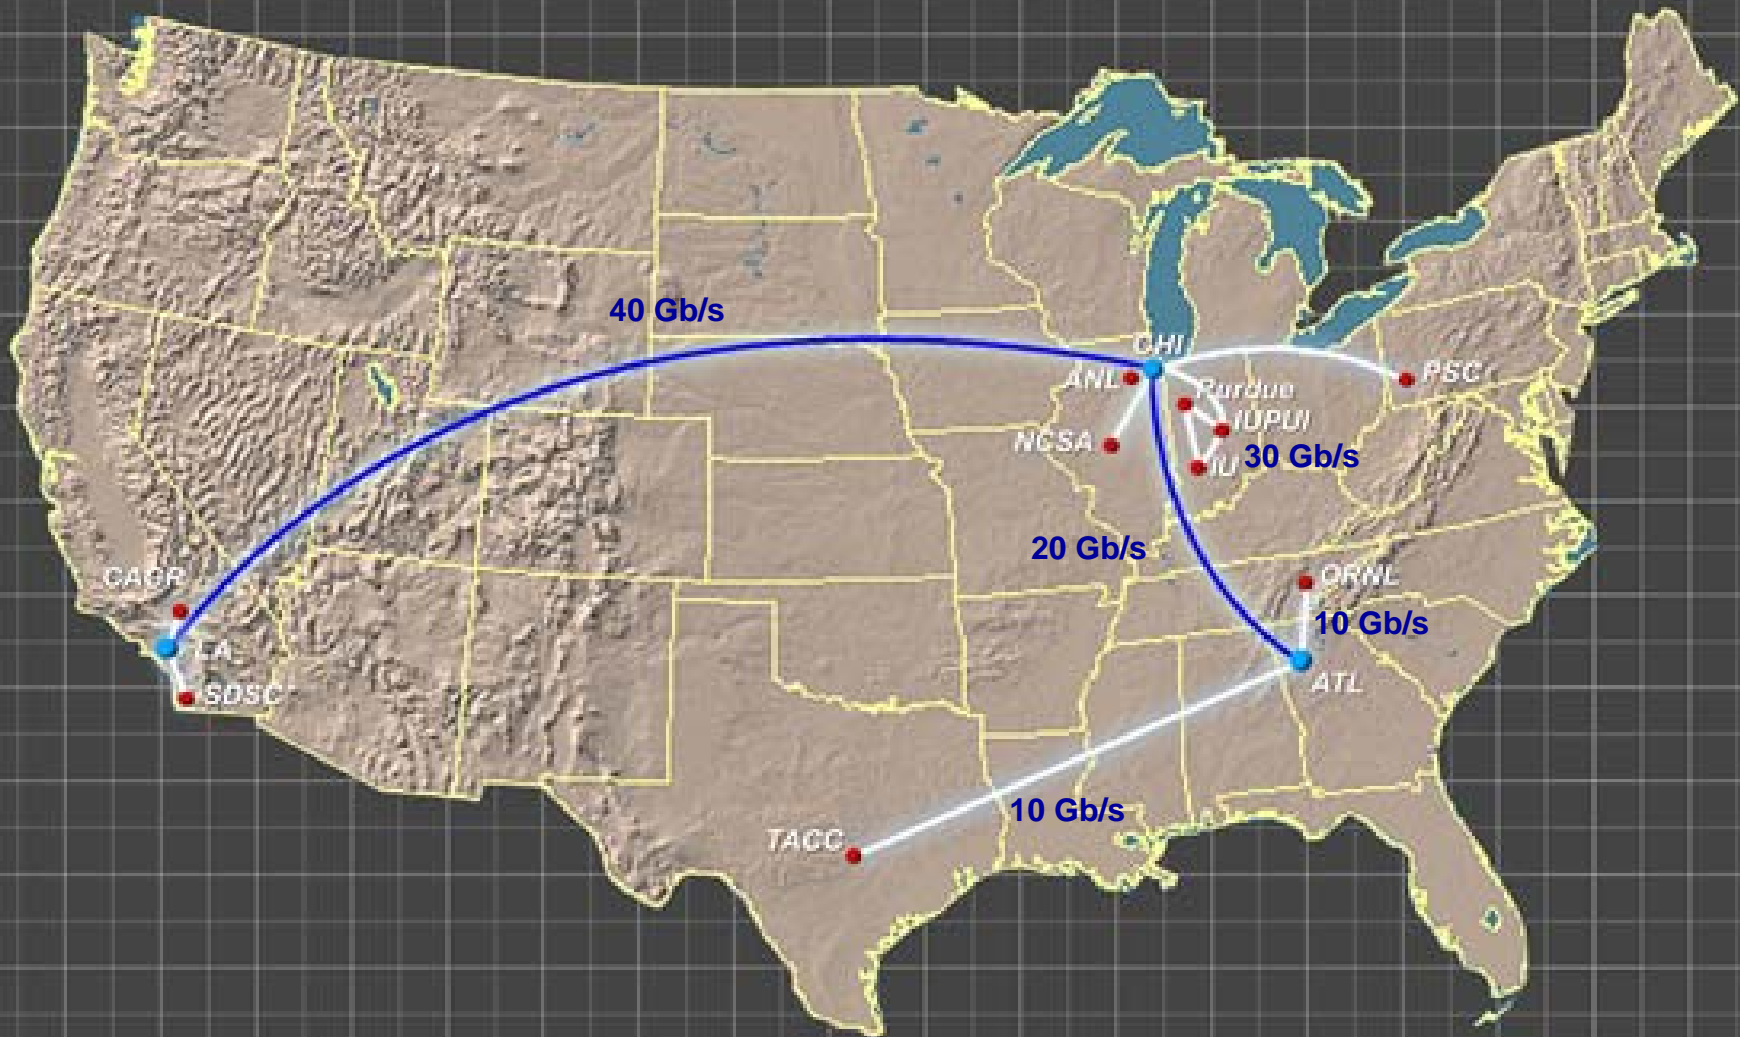 40 Gb/s
CHI
ANL
PSC
Purdue
IUPUI
NCSA
IU
30 Gb/s
20 Gb/s
CACR
ORNL
10 Gb/s
LA
ATL
SDSC
10 Gb/s
TACC